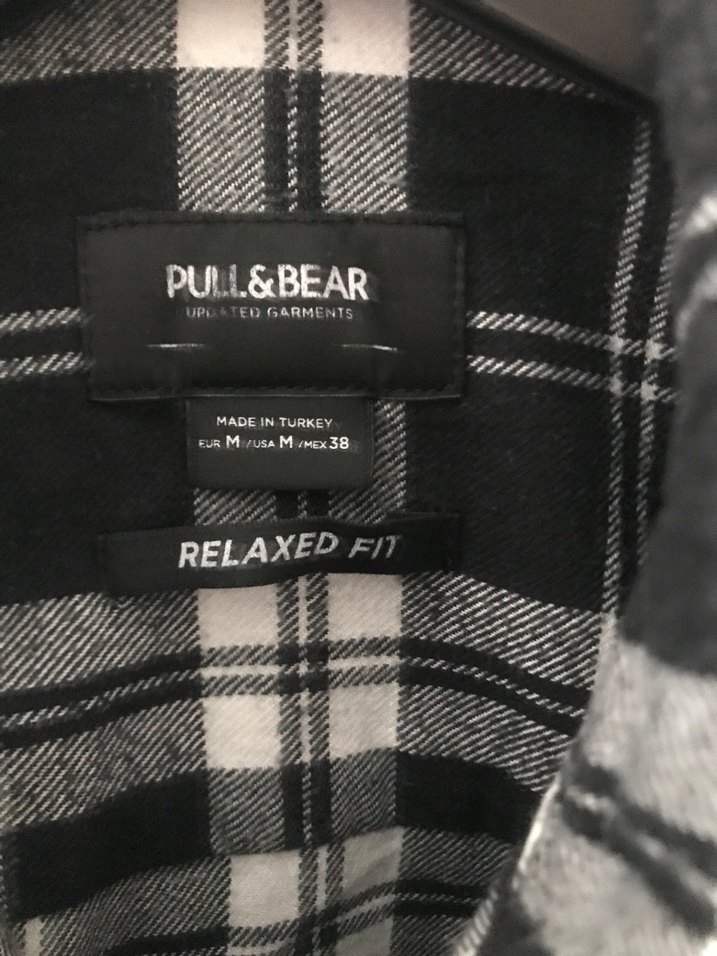 PULL&BEAR
UPDATED GARMENTS
MADE IN TURKEY
EUR M/USA M/MEX 38
RELAXED FIT